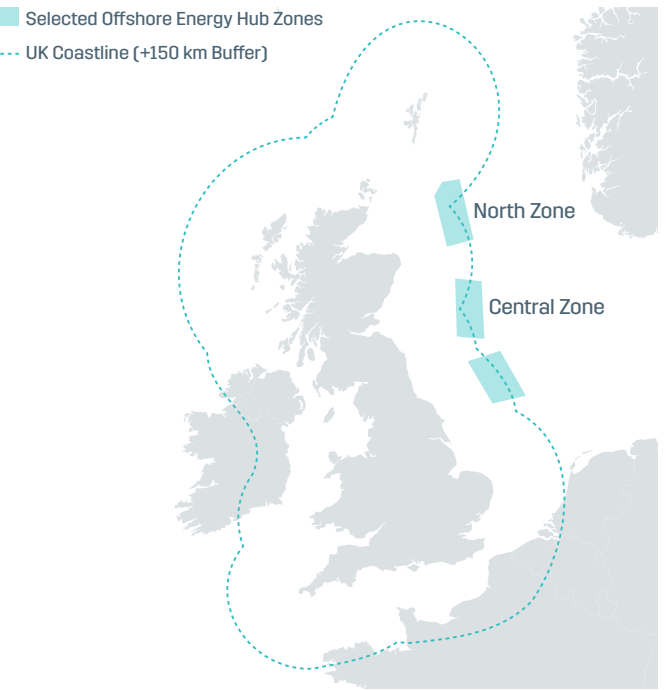 Selected Offshore Energy Hub Zones
UK Coastline (+150 km Buffer)
North Zone
Central Zone